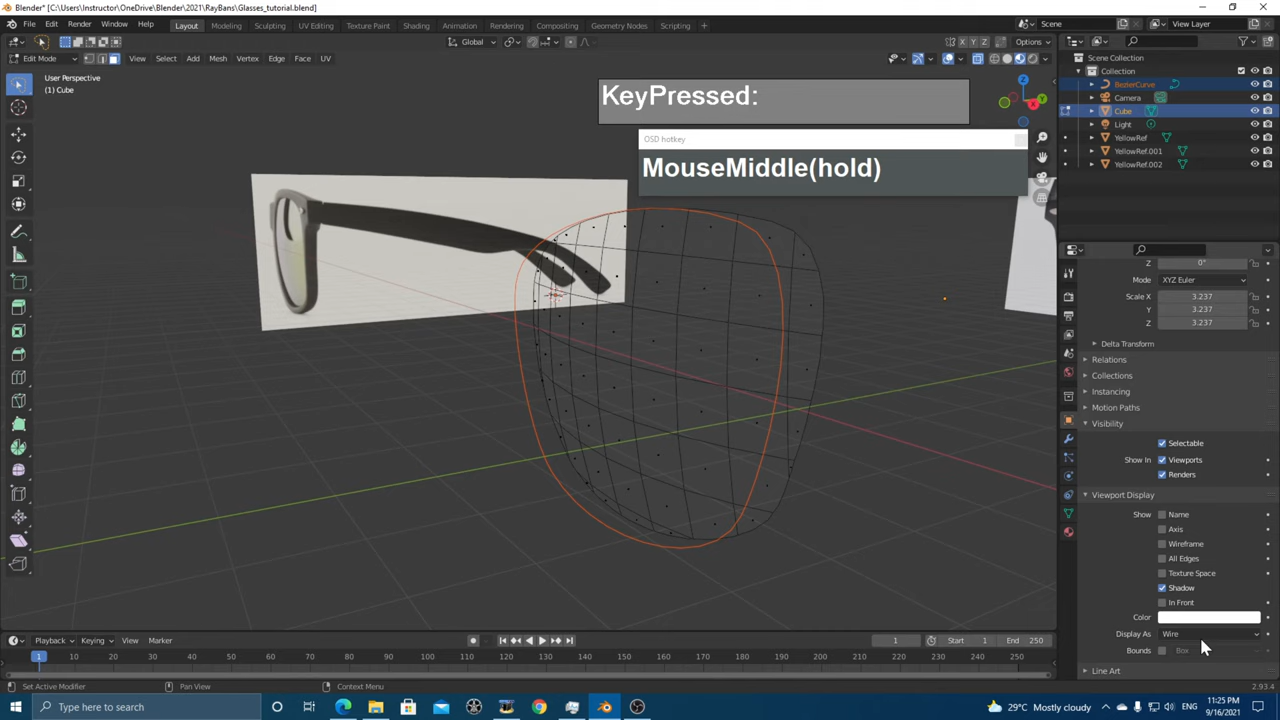 Blender* [C:\Users\Instructor\OneDrive\2021\RayBans\Glasses_tutorial.blend]
File Edit Render Window Help Layout Modeling Sculpting UV Editing Texture Paint Shading Animation Rendering Compositing Geometry Nodes Scripting Scene View Layer
Global Options
Edit Mode View Select Add Mesh Vertex Edge Face UV
X Y Z
User Perspective
(1) Cube
KeyPressed:
OSD hotkey
MouseMiddle(hold)
Z
X
Y
Scene Collection
Collection
BezierCurve
Camera
Cube
Light
YellowRef
YellowRef.001
YellowRef.002
Z 0°
Mode XYZ Euler
Scale X 3.237
Y 3.237
Z 3.237
Delta Transform
Relations
Collections
Instancing
Motion Paths
Visibility
Selectable
Show In Viewports
Renders
Viewport Display
Show Name
Axis
Wireframe
All Edges
Texture Space
Shadow
In Front
Color
Display As Wire
Bounds Box
Line Art
Playback Keying View Marker 1 Start 1 End 250
1 10 20 30 40 50 60 70 80 90 100 110 120 130 140 150 160 170 180 190 200 210 220 230 240 250
Set Active Modifier Pan View Context Menu 2.93.4
Type here to search 29°C Mostly cloudy ENG 11:25 PM
9/16/2021